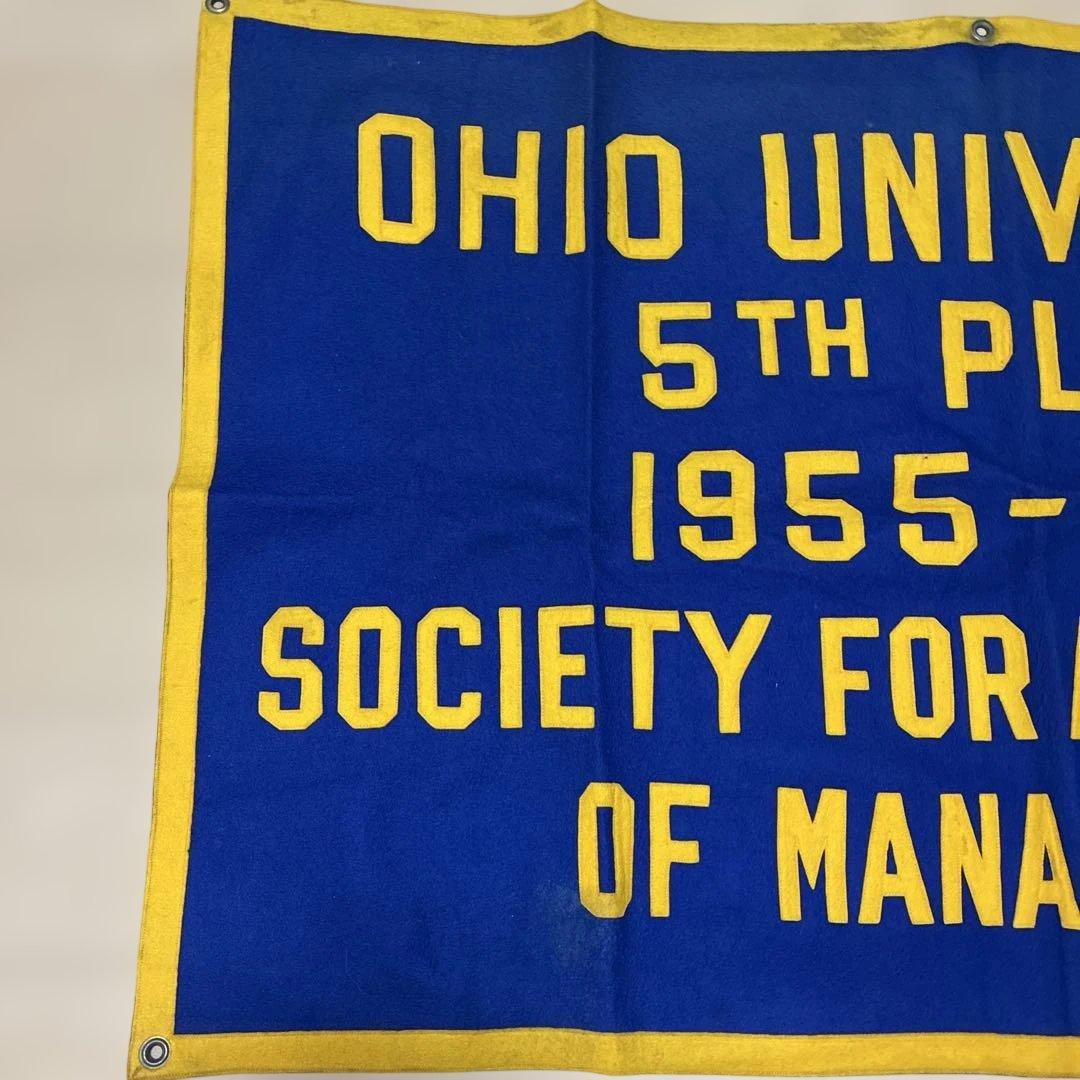 OHIO UNIV
5TH PL
1955-
SOCIETY FOR
OF MANA